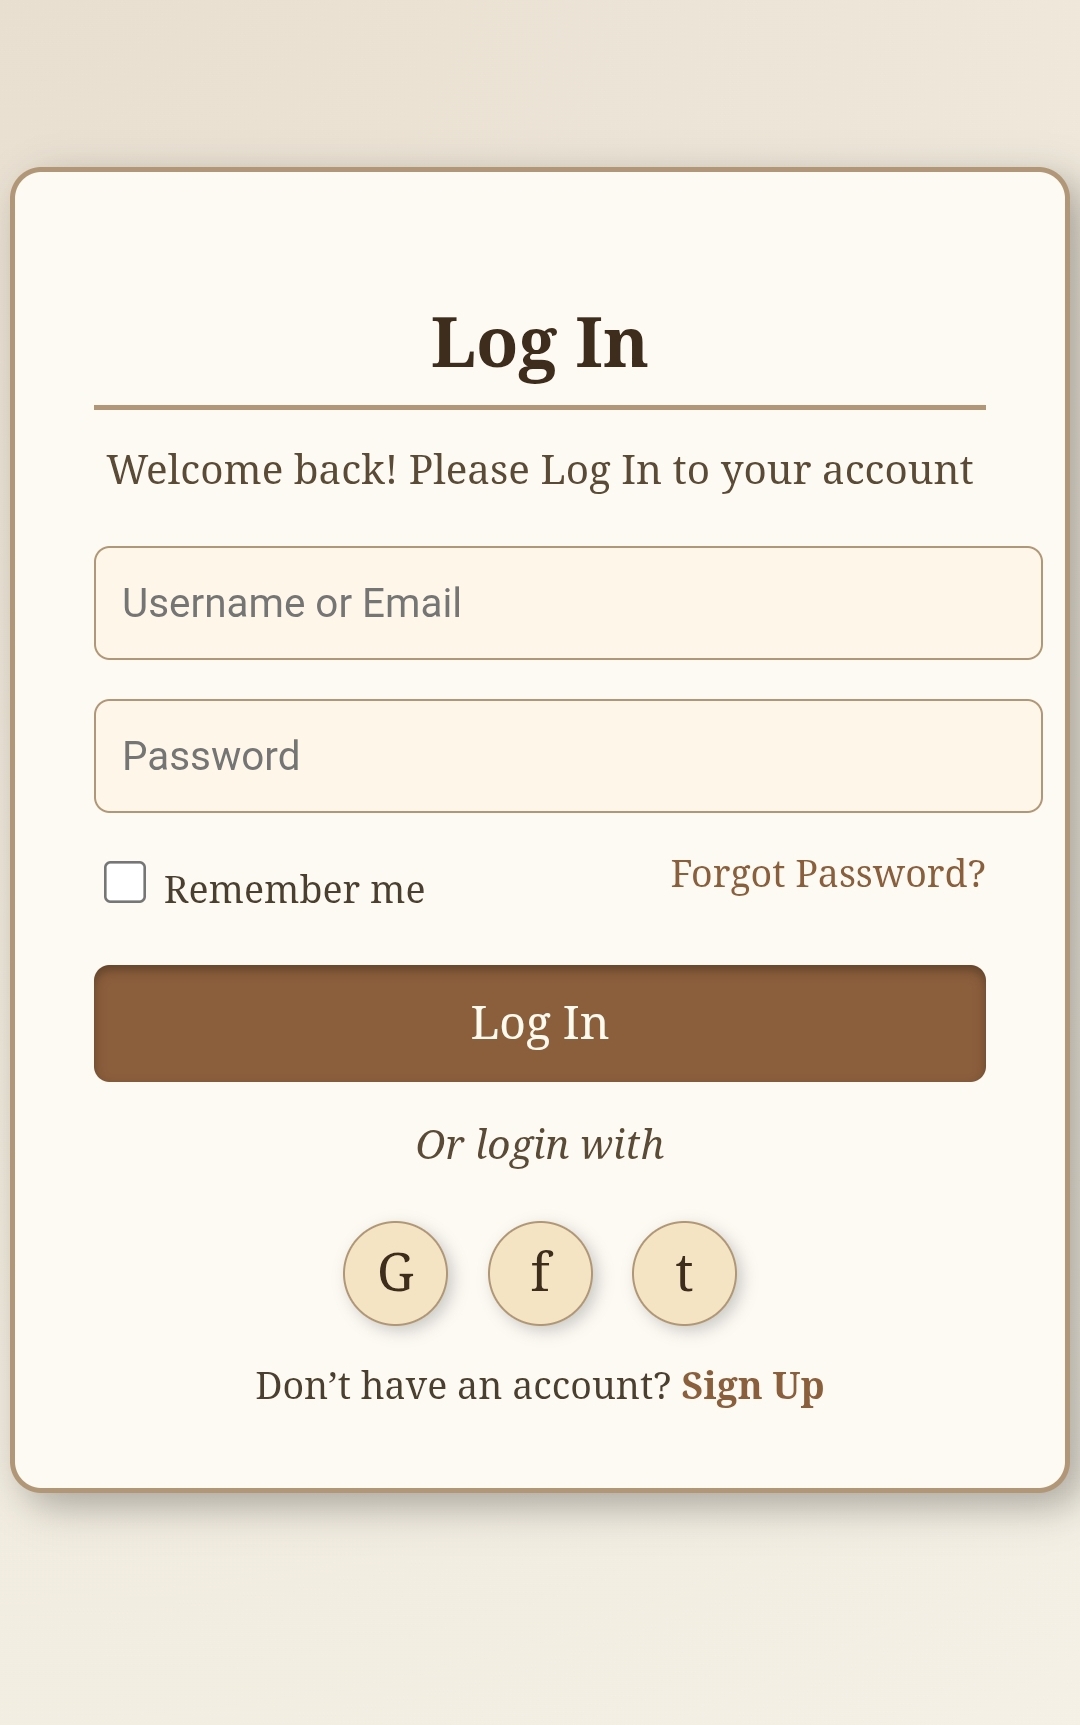 Log In
Welcome back! Please Log In to your account
Username or Email
Password
Remember me
Forgot Password?
Log In
Or login with
G f t
Don’t have an account? Sign Up